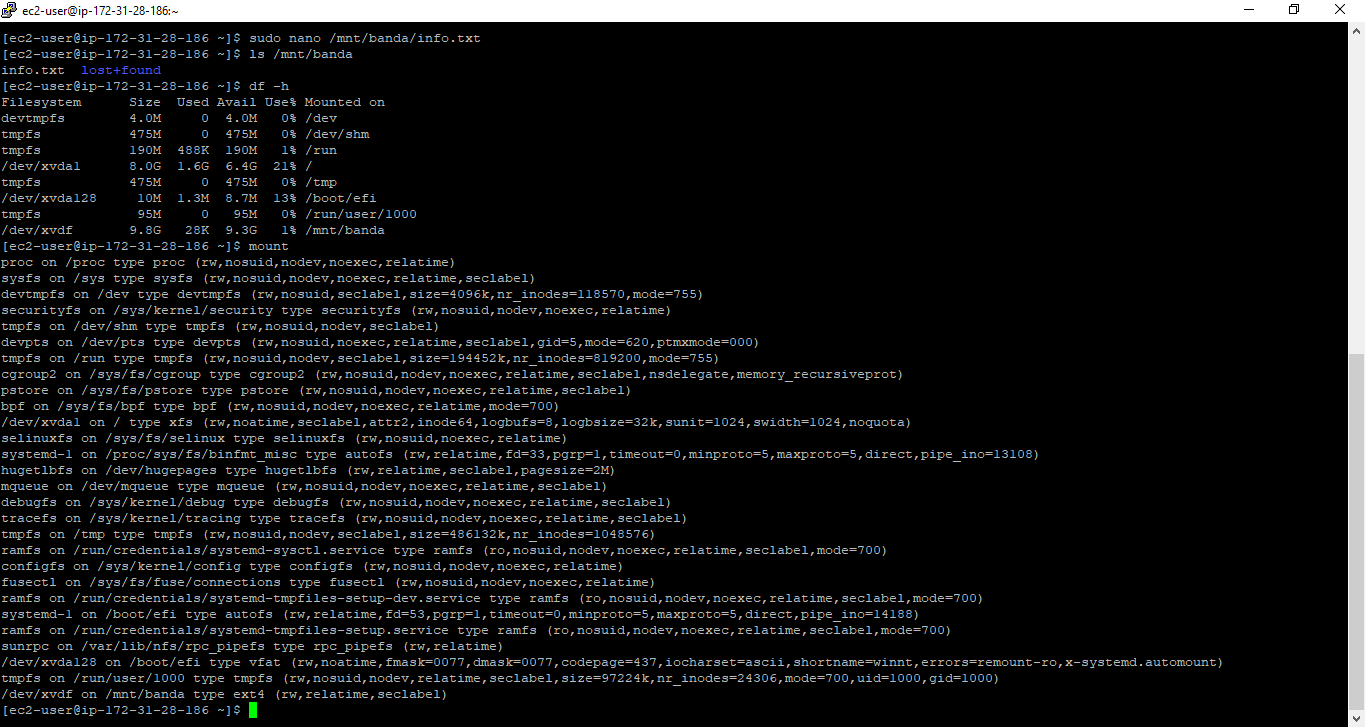 ec2-user@ip-172-31-28-186:~
[ec2-user@ip-172-31-28-186 ~]$ sudo nano /mnt/banda/info.txt
[ec2-user@ip-172-31-28-186 ~]$ ls /mnt/banda
info.txt  lost+found
[ec2-user@ip-172-31-28-186 ~]$ df -h
Filesystem      Size  Used Avail Use% Mounted on
devtmpfs        4.0M     0  4.0M   0% /dev
tmpfs           475M     0  475M   0% /dev/shm
tmpfs           190M  488K  190M   1% /run
/dev/xvda1      8.0G  1.6G  6.4G  21% /
tmpfs           475M     0  475M   0% /tmp
/dev/xvda128     10M  1.3M  8.7M  13% /boot/efi
tmpfs            95M     0   95M   0% /run/user/1000
/dev/xvdf       9.8G   28K  9.3G   1% /mnt/banda
[ec2-user@ip-172-31-28-186 ~]$ mount
proc on /proc type proc (rw,nosuid,nodev,noexec,relatime)
sysfs on /sys type sysfs (rw,nosuid,nodev,noexec,relatime,seclabel)
devtmpfs on /dev type devtmpfs (rw,nosuid,seclabel,size=4096k,nr_inodes=118570,mode=755)
securityfs on /sys/kernel/security type securityfs (rw,nosuid,nodev,noexec,relatime)
tmpfs on /dev/shm type tmpfs (rw,nosuid,nodev,seclabel)
devpts on /dev/pts type devpts (rw,nosuid,noexec,relatime,seclabel,gid=5,mode=620,ptmxmode=000)
tmpfs on /run type tmpfs (rw,nosuid,nodev,seclabel,size=194452k,nr_inodes=819200,mode=755)
cgroup2 on /sys/fs/cgroup type cgroup2 (rw,nosuid,nodev,noexec,relatime,seclabel,nsdelegate,memory_recursiveprot)
pstore on /sys/fs/pstore type pstore (rw,nosuid,nodev,noexec,relatime,seclabel)
bpf on /sys/fs/bpf type bpf (rw,nosuid,nodev,noexec,relatime,mode=700)
/dev/xvda1 on / type xfs (rw,noatime,seclabel,attr2,inode64,logbufs=8,logbsize=32k,sunit=1024,swidth=1024,noquota)
selinuxfs on /sys/fs/selinux type selinuxfs (rw,nosuid,noexec,relatime)
systemd-1 on /proc/sys/fs/binfmt_misc type autofs (rw,relatime,fd=33,pgrp=1,timeout=0,minproto=5,maxproto=5,direct,pipe_ino=13108)
hugetlbfs on /dev/hugepages type hugetlbfs (rw,relatime,seclabel,pagesize=2M)
mqueue on /dev/mqueue type mqueue (rw,nosuid,nodev,noexec,relatime,seclabel)
debugfs on /sys/kernel/debug type debugfs (rw,nosuid,nodev,noexec,relatime,seclabel)
tracefs on /sys/kernel/tracing type tracefs (rw,nosuid,nodev,noexec,relatime,seclabel)
tmpfs on /tmp type tmpfs (rw,nosuid,nodev,seclabel,size=486132k,nr_inodes=1048576)
ramfs on /run/credentials/systemd-sysctl.service type ramfs (ro,nosuid,nodev,noexec,relatime,seclabel,mode=700)
configfs on /sys/kernel/config type configfs (rw,nosuid,nodev,noexec,relatime)
fusectl on /sys/fs/fuse/connections type fusectl (rw,nosuid,nodev,noexec,relatime)
ramfs on /run/credentials/systemd-tmpfiles-setup-dev.service type ramfs (ro,nosuid,nodev,noexec,relatime,seclabel,mode=700)
systemd-1 on /boot/efi type autofs (rw,relatime,fd=53,pgrp=1,timeout=0,minproto=5,maxproto=5,direct,pipe_ino=14188)
ramfs on /run/credentials/systemd-tmpfiles-setup.service type ramfs (ro,nosuid,nodev,noexec,relatime,seclabel,mode=700)
sunrpc on /var/lib/nfs/rpc_pipefs type rpc_pipefs (rw,relatime)
/dev/xvda128 on /boot/efi type vfat (rw,noatime,fmask=0077,dmask=0077,codepage=437,iocharset=ascii,shortname=winnt,errors=remount-ro,x-systemd.automount)
tmpfs on /run/user/1000 type tmpfs (rw,nosuid,nodev,relatime,seclabel,size=97224k,nr_inodes=24306,mode=700,uid=1000,gid=1000)
/dev/xvdf on /mnt/banda type ext4 (rw,relatime,seclabel)
[ec2-user@ip-172-31-28-186 ~]$